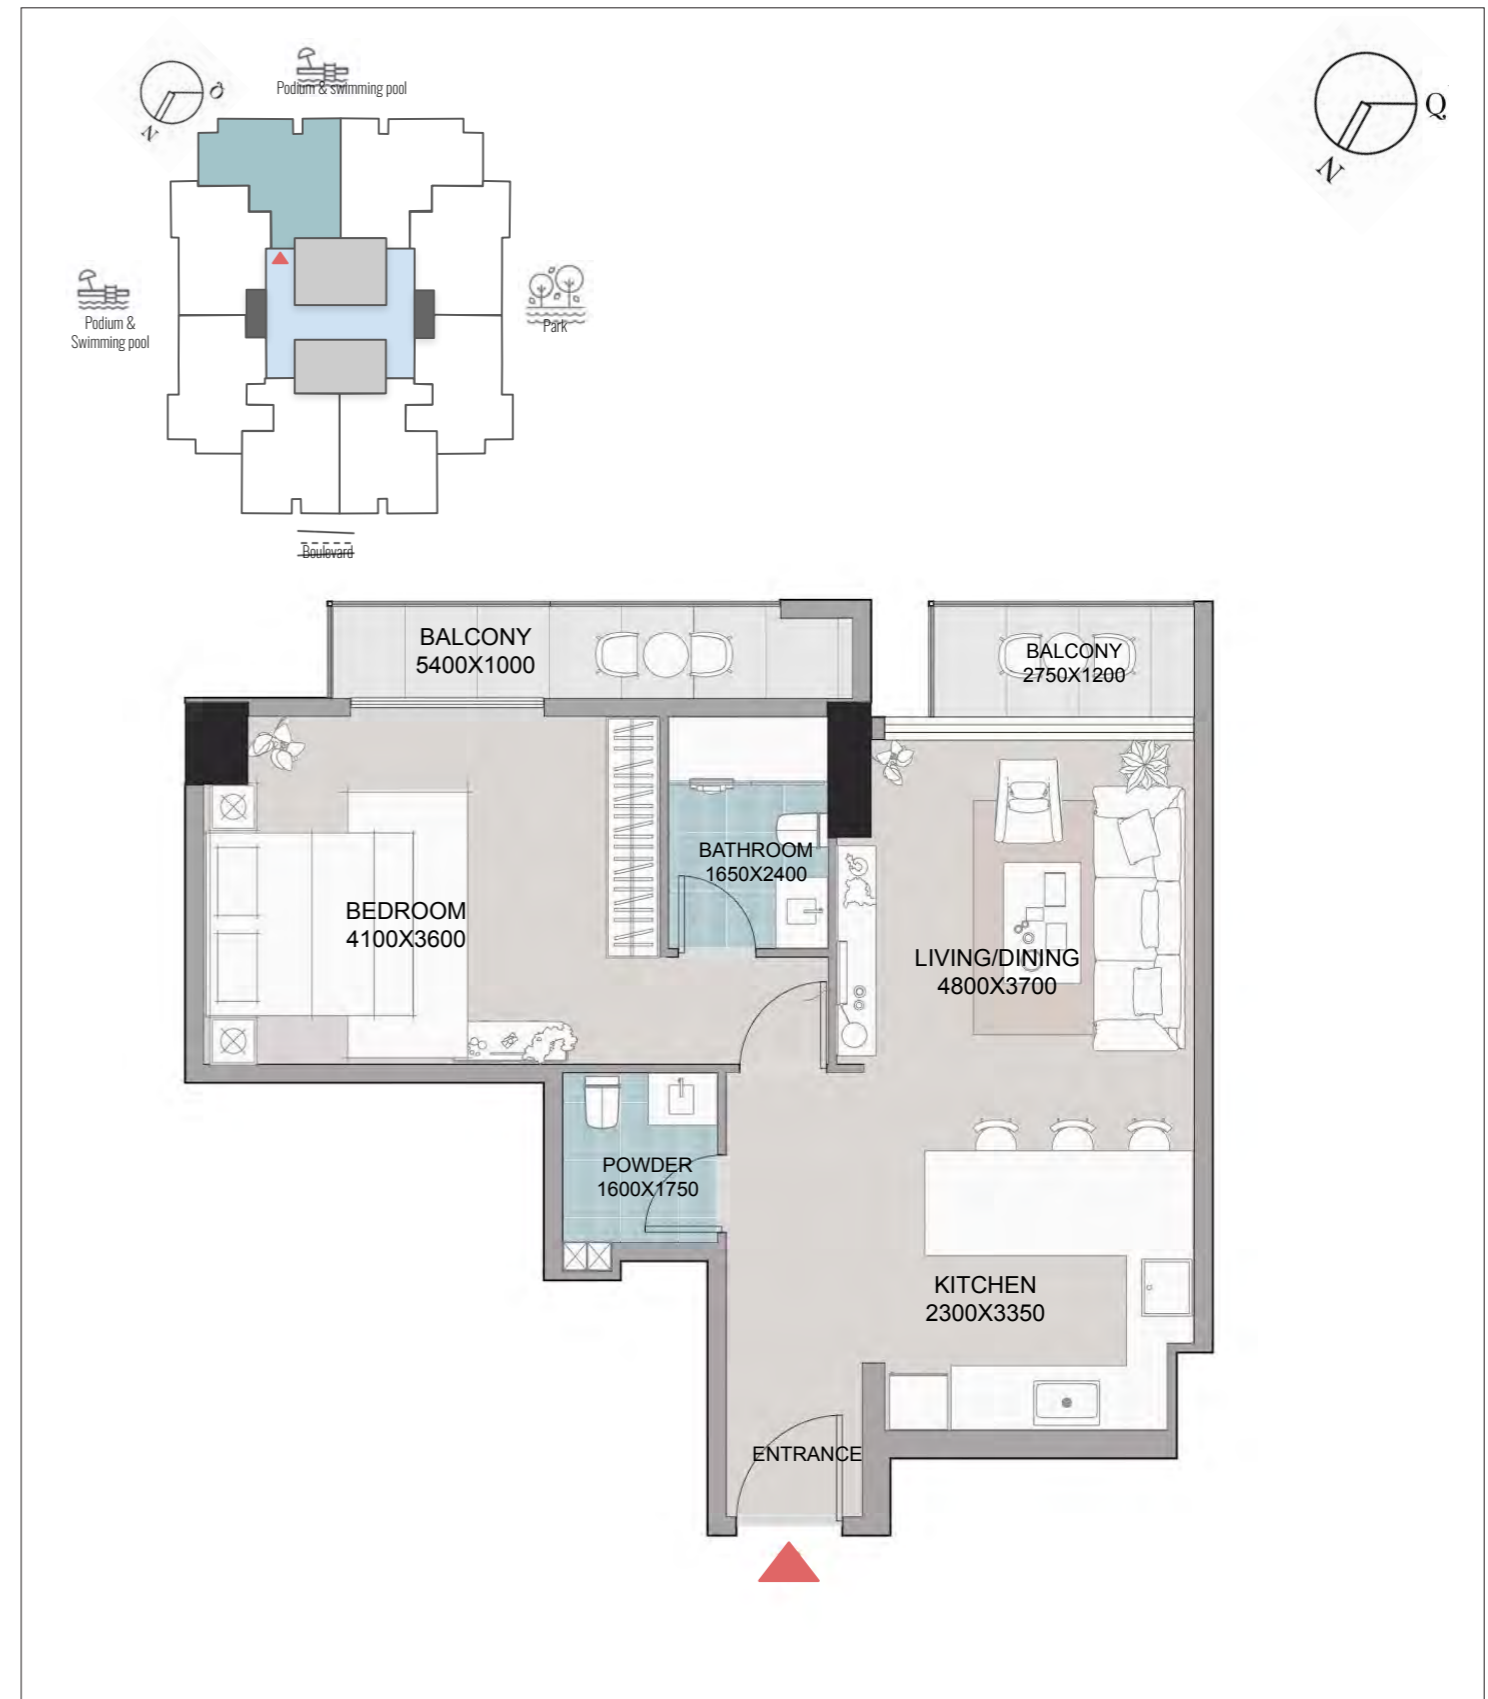 Podium & swimming pool
Q
N
Q
N
Podium &
Swimming pool
Park
Boulevard
BALCONY
5400X1000
BALCONY
2750X1200
BATHROOM
1650X2400
BEDROOM
4100X3600
LIVING/DINING
4800X3700
POWDER
1600X1750
KITCHEN
2300X3350
ENTRANCE